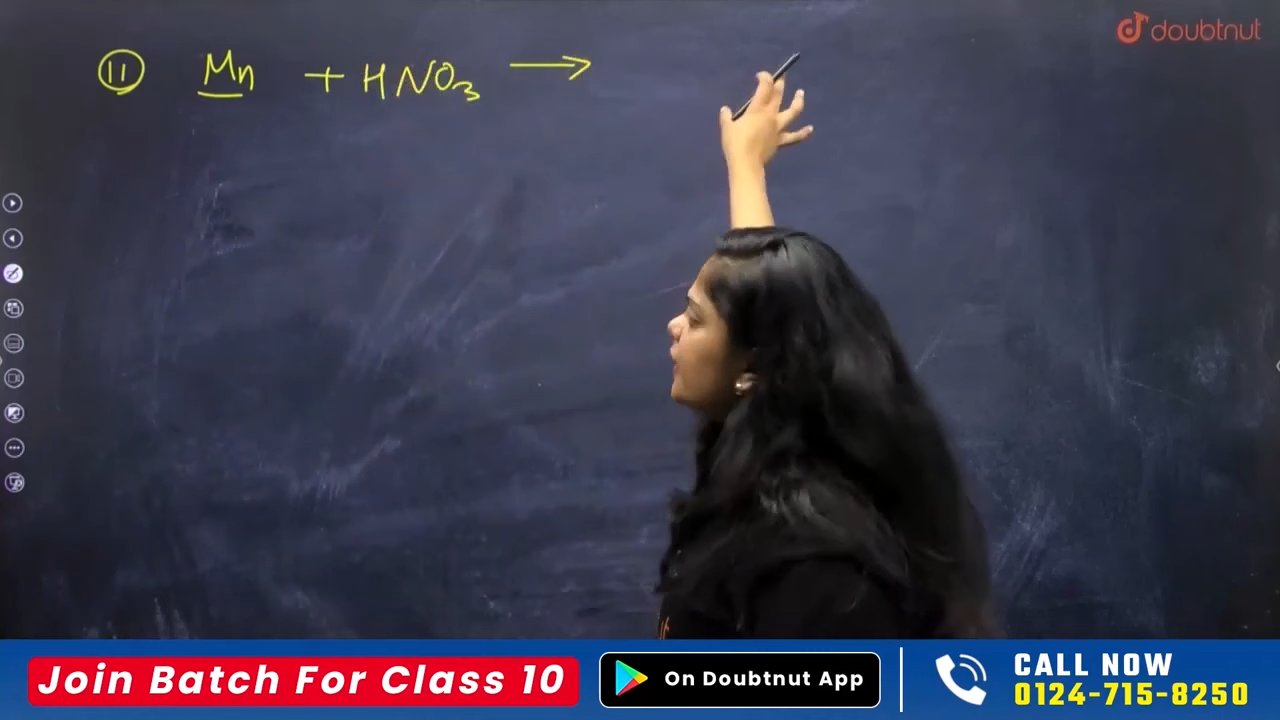 doubtnut
⑪ Mn + HNO₃ →
Join Batch For Class 10
On Doubtnut App
CALL NOW
0124-715-8250